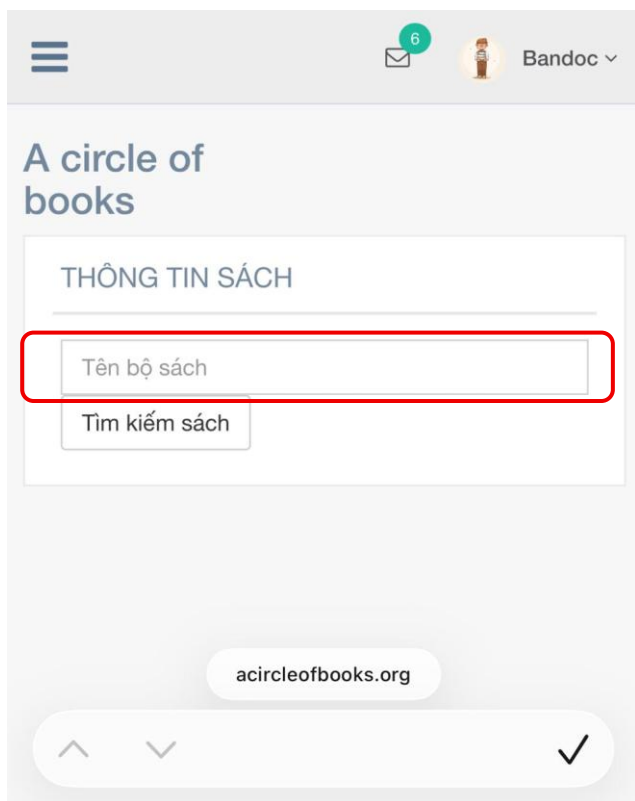 6
Bandoc
A circle of
books
THÔNG TIN SÁCH
Tên bộ sách
Tìm kiếm sách
acircleofbooks.org